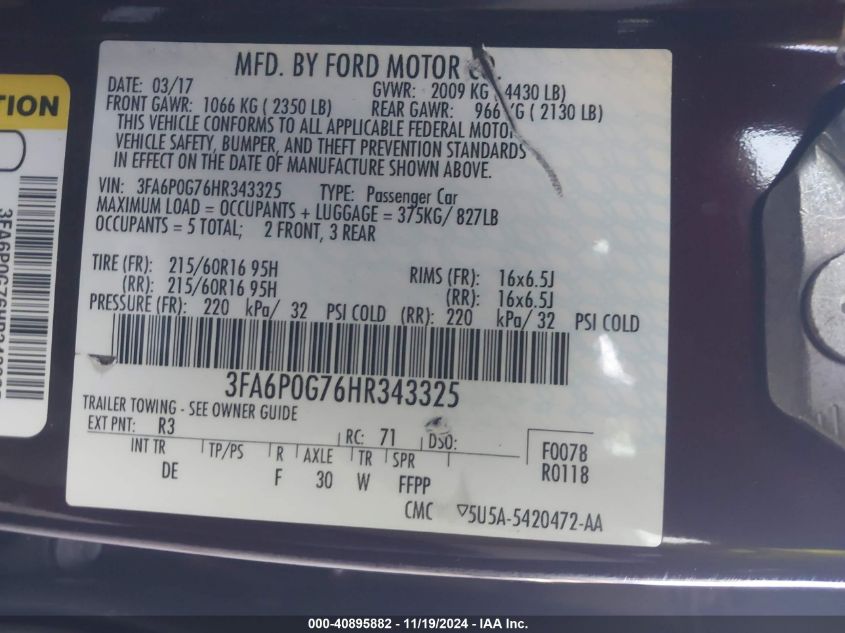 MFD. BY FORD MOTOR CO.
DATE: 03/17 GVWR: 2009 KG ( 4430 LB)
FRONT GAWR: 1066 KG ( 2350 LB) REAR GAWR: 966 KG ( 2130 LB)
THIS VEHICLE CONFORMS TO ALL APPLICABLE FEDERAL MOTOR
VEHICLE SAFETY, BUMPER, AND THEFT PREVENTION STANDARDS
IN EFFECT ON THE DATE OF MANUFACTURE SHOWN ABOVE.
VIN: 3FA6P0G76HR343325 TYPE: Passenger Car
MAXIMUM LOAD = OCCUPANTS + LUGGAGE = 375KG/ 827LB
OCCUPANTS = 5 TOTAL; 2 FRONT, 3 REAR
TIRE (FR): 215/60R16 95H RIMS (FR): 16x6.5J
(RR): 215/60R16 95H (RR): 16x6.5J
PRESSURE (FR): 220 kPa/ 32 PSI COLD (RR): 220 kPa/ 32 PSI COLD
3FA6P0G76HR343325
TRAILER TOWING - SEE OWNER GUIDE
EXT PNT: R3 RC: 71 DSO:
INT TR TP/PS R AXLE TR SPR
DE F 30 W FFPP
F0078
R0118
CMC ▽5U5A-5420472-AA
TION
000-40895882 - 11/19/2024 - IAA Inc.